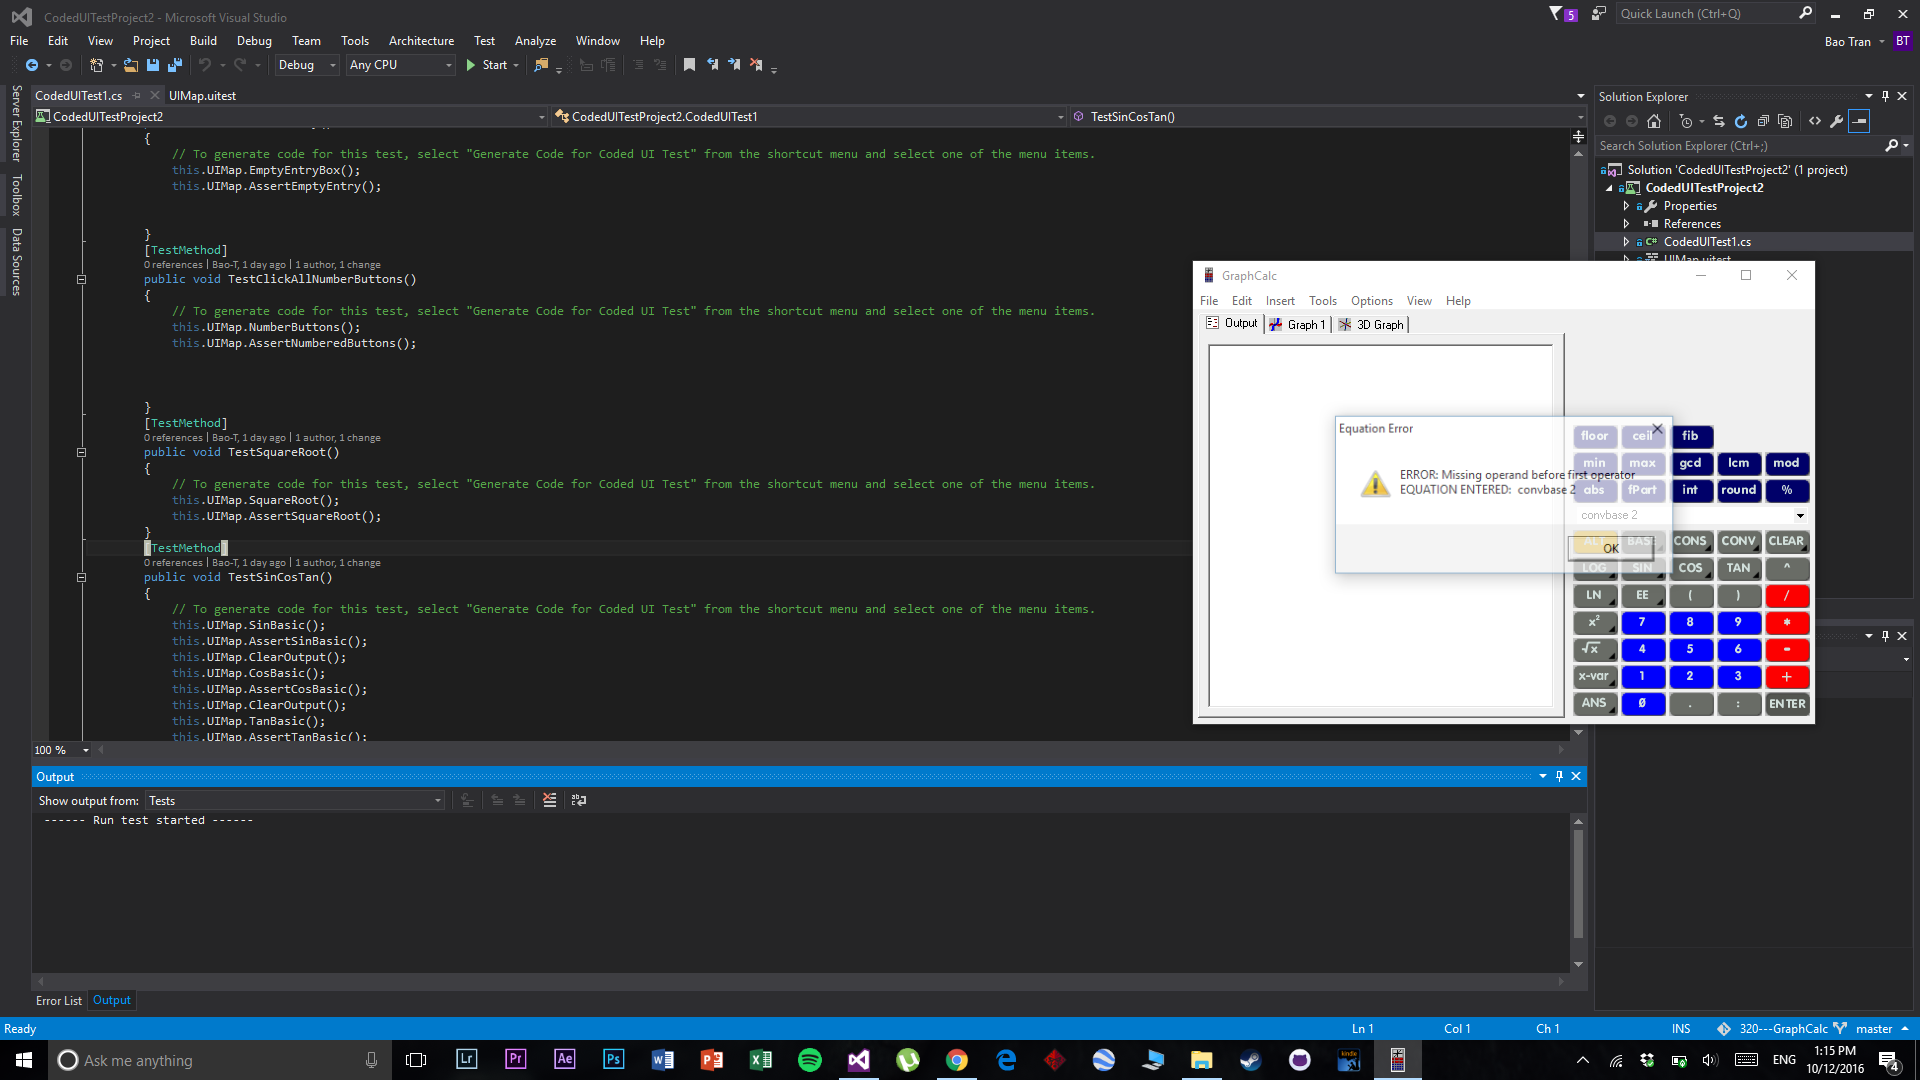 CodedUITestProject2 - Microsoft Visual Studio
5
Quick Launch (Ctrl+Q)
File Edit View Project Build Debug Team Tools Architecture Test Analyze Window Help
Bao Tran BT
Debug Any CPU Start
Server Explorer
Toolbox
Data Sources
CodedUITest1.cs UIMap.uitest
CodedUITestProject2 CodedUITestProject2.CodedUITest1 TestSinCosTan()
{
// To generate code for this test, select "Generate Code for Coded UI Test" from the shortcut menu and select one of the menu items.
this.UIMap.EmptyEntryBox();
this.UIMap.AssertEmptyEntry();
}
[TestMethod]
0 references | Bao-T, 1 day ago | 1 author, 1 change
public void TestClickAllNumberButtons()
{
// To generate code for this test, select "Generate Code for Coded UI Test" from the shortcut menu and select one of the menu items.
this.UIMap.NumberButtons();
this.UIMap.AssertNumberedButtons();
}
[TestMethod]
0 references | Bao-T, 1 day ago | 1 author, 1 change
public void TestSquareRoot()
{
// To generate code for this test, select "Generate Code for Coded UI Test" from the shortcut menu and select one of the menu items.
this.UIMap.SquareRoot();
this.UIMap.AssertSquareRoot();
}
[TestMethod]
0 references | Bao-T, 1 day ago | 1 author, 1 change
public void TestSinCosTan()
{
// To generate code for this test, select "Generate Code for Coded UI Test" from the shortcut menu and select one of the menu items.
this.UIMap.SinBasic();
this.UIMap.AssertSinBasic();
this.UIMap.ClearOutput();
this.UIMap.CosBasic();
this.UIMap.AssertCosBasic();
this.UIMap.ClearOutput();
this.UIMap.TanBasic();
this.UIMap.AssertTanBasic();
100 %
Solution Explorer
Search Solution Explorer (Ctrl+;)
Solution 'CodedUITestProject2' (1 project)
CodedUITestProject2
Properties
References
CodedUITest1.cs
UIMap.uitest
GraphCalc
File Edit Insert Tools Options View Help
Output Graph 1 3D Graph
Equation Error
ERROR: Missing operand before first operator
EQUATION ENTERED: convbase 2
OK
floor ceil fib
min max gcd lcm mod
abs fPart int round %
convbase 2
ALT BASE CONS CONV CLEAR
LOG SIN COS TAN ^
LN EE ( ) /
x² 7 8 9 *
√x 4 5 6 -
x-var 1 2 3 +
ANS 0 . : ENTER
Output
Show output from: Tests
------ Run test started ------
Error List Output
Ready Ln 1 Col 1 Ch 1 INS 320---GraphCalc master
Ask me anything
Lr Pr Ae Ps
kindle
ENG
1:15 PM
10/12/2016
4